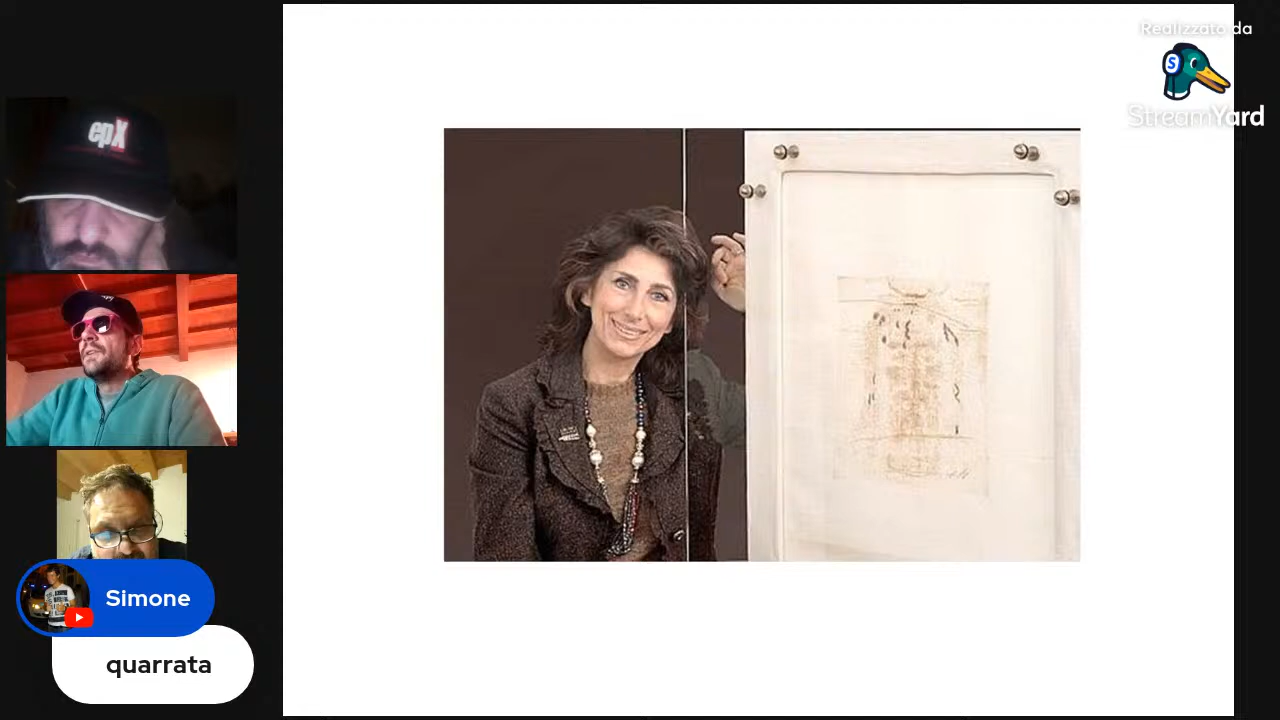 Realizzato da
S
StreamYard
epX
Simone
quarrata